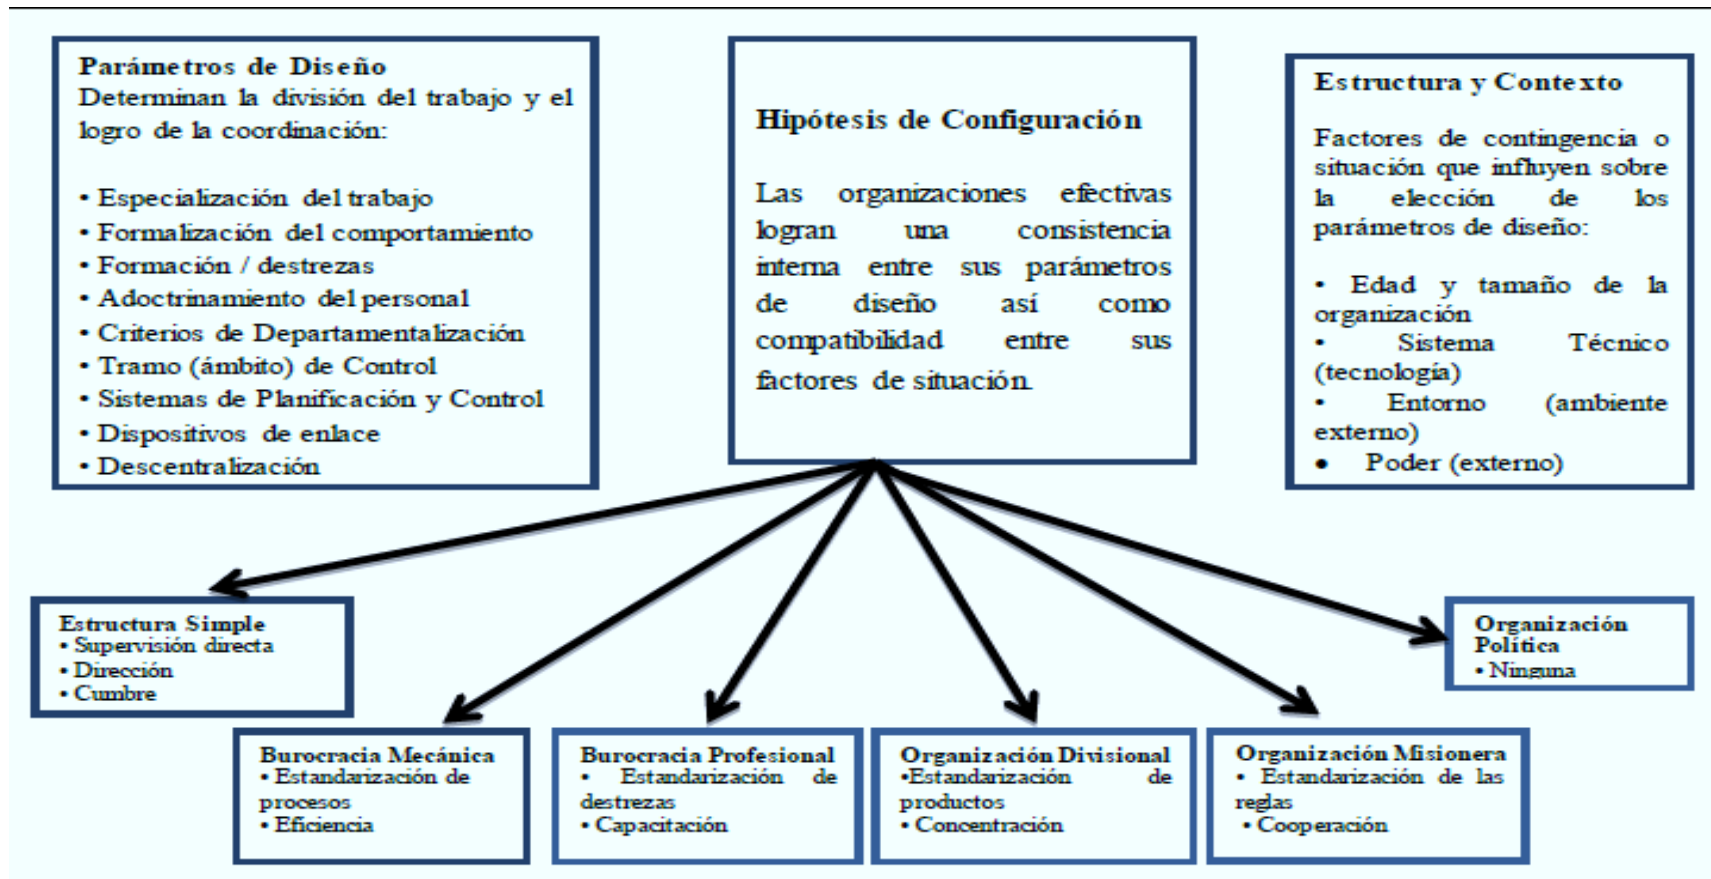 Parámetros de Diseño
Determinan la división del trabajo y el
logro de la coordinación:
• Especialización del trabajo
• Formalización del comportamiento
• Formación / destrezas
• Adoctrinamiento del personal
• Criterios de Departamentalización
• Tramo (ámbito) de Control
• Sistemas de Planificación y Control
• Dispositivos de enlace
• Descentralización
Hipótesis de Configuración
Las organizaciones efectivas
logran una consistencia
interna entre sus parámetros
de diseño así como
compatibilidad entre sus
factores de situación.
Estructura y Contexto
Factores de contingencia o
situación que influyen sobre
la elección de los
parámetros de diseño:
• Edad y tamaño de la
organización
• Sistema Técnico
(tecnología)
• Entorno (ambiente
externo)
• Poder (externo)
Estructura Simple
• Supervisión directa
• Dirección
• Cumbre
Burocracia Mecánica
• Estandarización de
procesos
• Eficiencia
Burocracia Profesional
• Estandarización de
destrezas
• Capacitación
Organización Divisional
•Estandarización de
productos
• Concentración
Organización Misionera
• Estandarización de las
reglas
• Cooperación
Organización
Política
• Ninguna